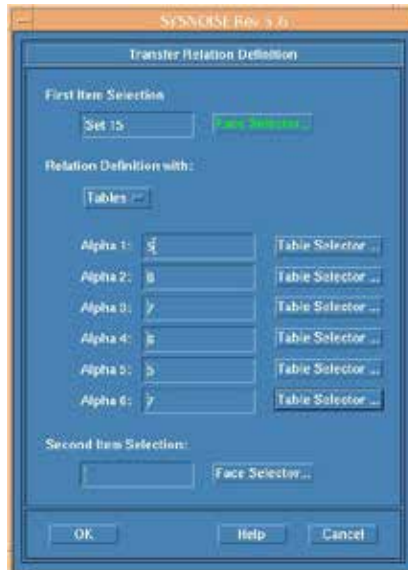 SYSNOISE Rev 5.6
Transfer Relation Definition
First Item Selection
Set 15 Face Selector...
Relation Definition with:
Tables
Alpha 1: 5 Table Selector ...
Alpha 2: Table Selector ...
Alpha 3: 7 Table Selector ...
Alpha 4: Table Selector ...
Alpha 5: 5 Table Selector ...
Alpha 6: 7 Table Selector ...
Second Item Selection:
Face Selector...
OK Help Cancel